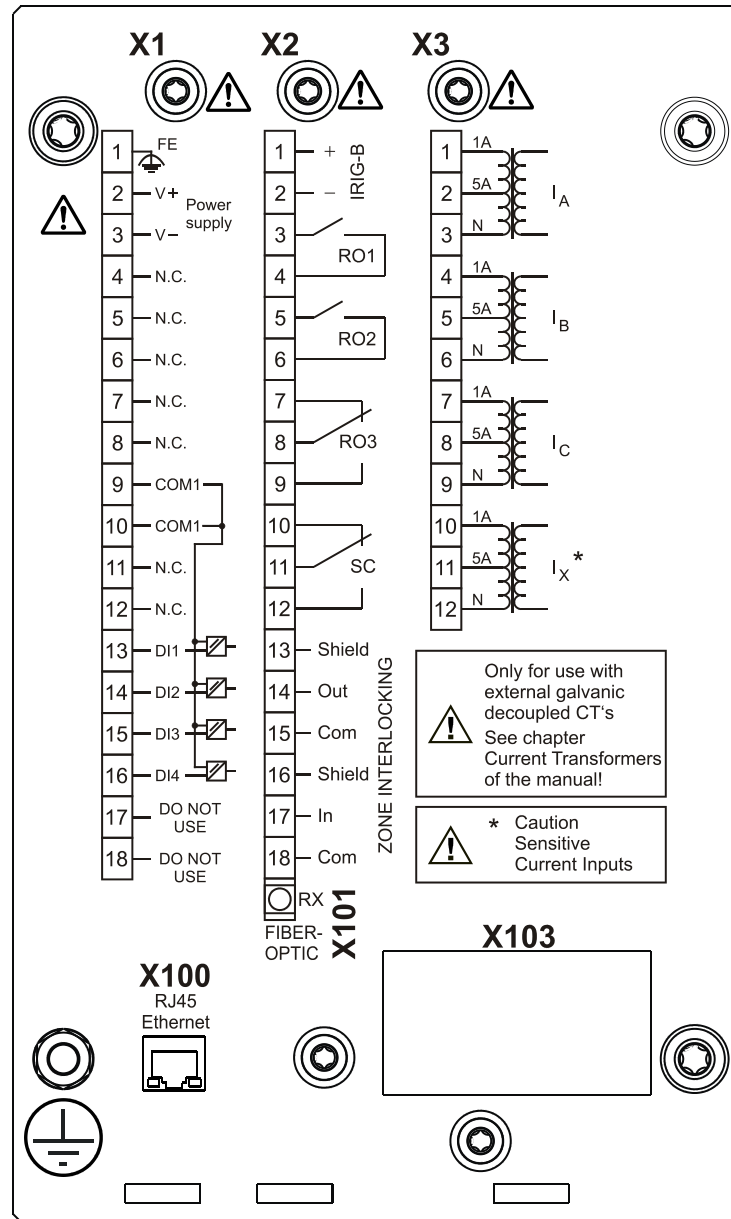 X1
X2
X3
1 FE
2 V+
Power
supply
3 V−
4 N.C.
5 N.C.
6 N.C.
7 N.C.
8 N.C.
9 COM1
10 COM1
11 N.C.
12 N.C.
13 DI1
14 DI2
15 DI3
16 DI4
17 DO NOT
USE
18 DO NOT
USE
1 +
2 −
IRIG-B
3
RO1
4
5
RO2
6
7
8 RO3
9
10
11 SC
12
13 Shield
14 Out
15 Com
16 Shield
17 In
18 Com
ZONE INTERLOCKING
RX
FIBER-
OPTIC
X101
1 1A
2 5A IA
3 N
4 1A
5 5A IB
6 N
7 1A
8 5A IC
9 N
10 1A
11 5A IX *
12 N
Only for use with
external galvanic
decoupled CT‘s
See chapter
Current Transformers
of the manual!
* Caution
Sensitive
Current Inputs
X100
RJ45
Ethernet
X103